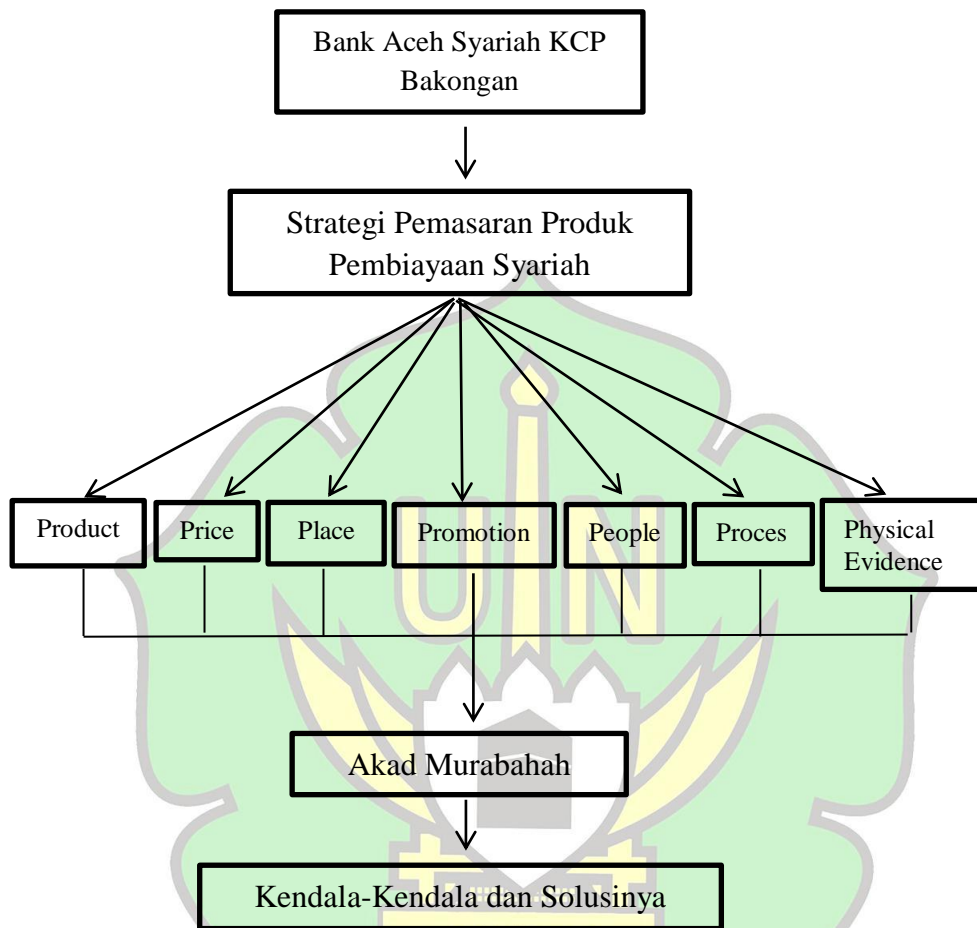 Bank Aceh Syariah KCP
Bakongan
Strategi Pemasaran Produk
Pembiayaan Syariah
Product
Price
Place
Promotion
People
Proces
Physical
Evidence
UIN
Akad Murabahah
Kendala-Kendala dan Solusinya